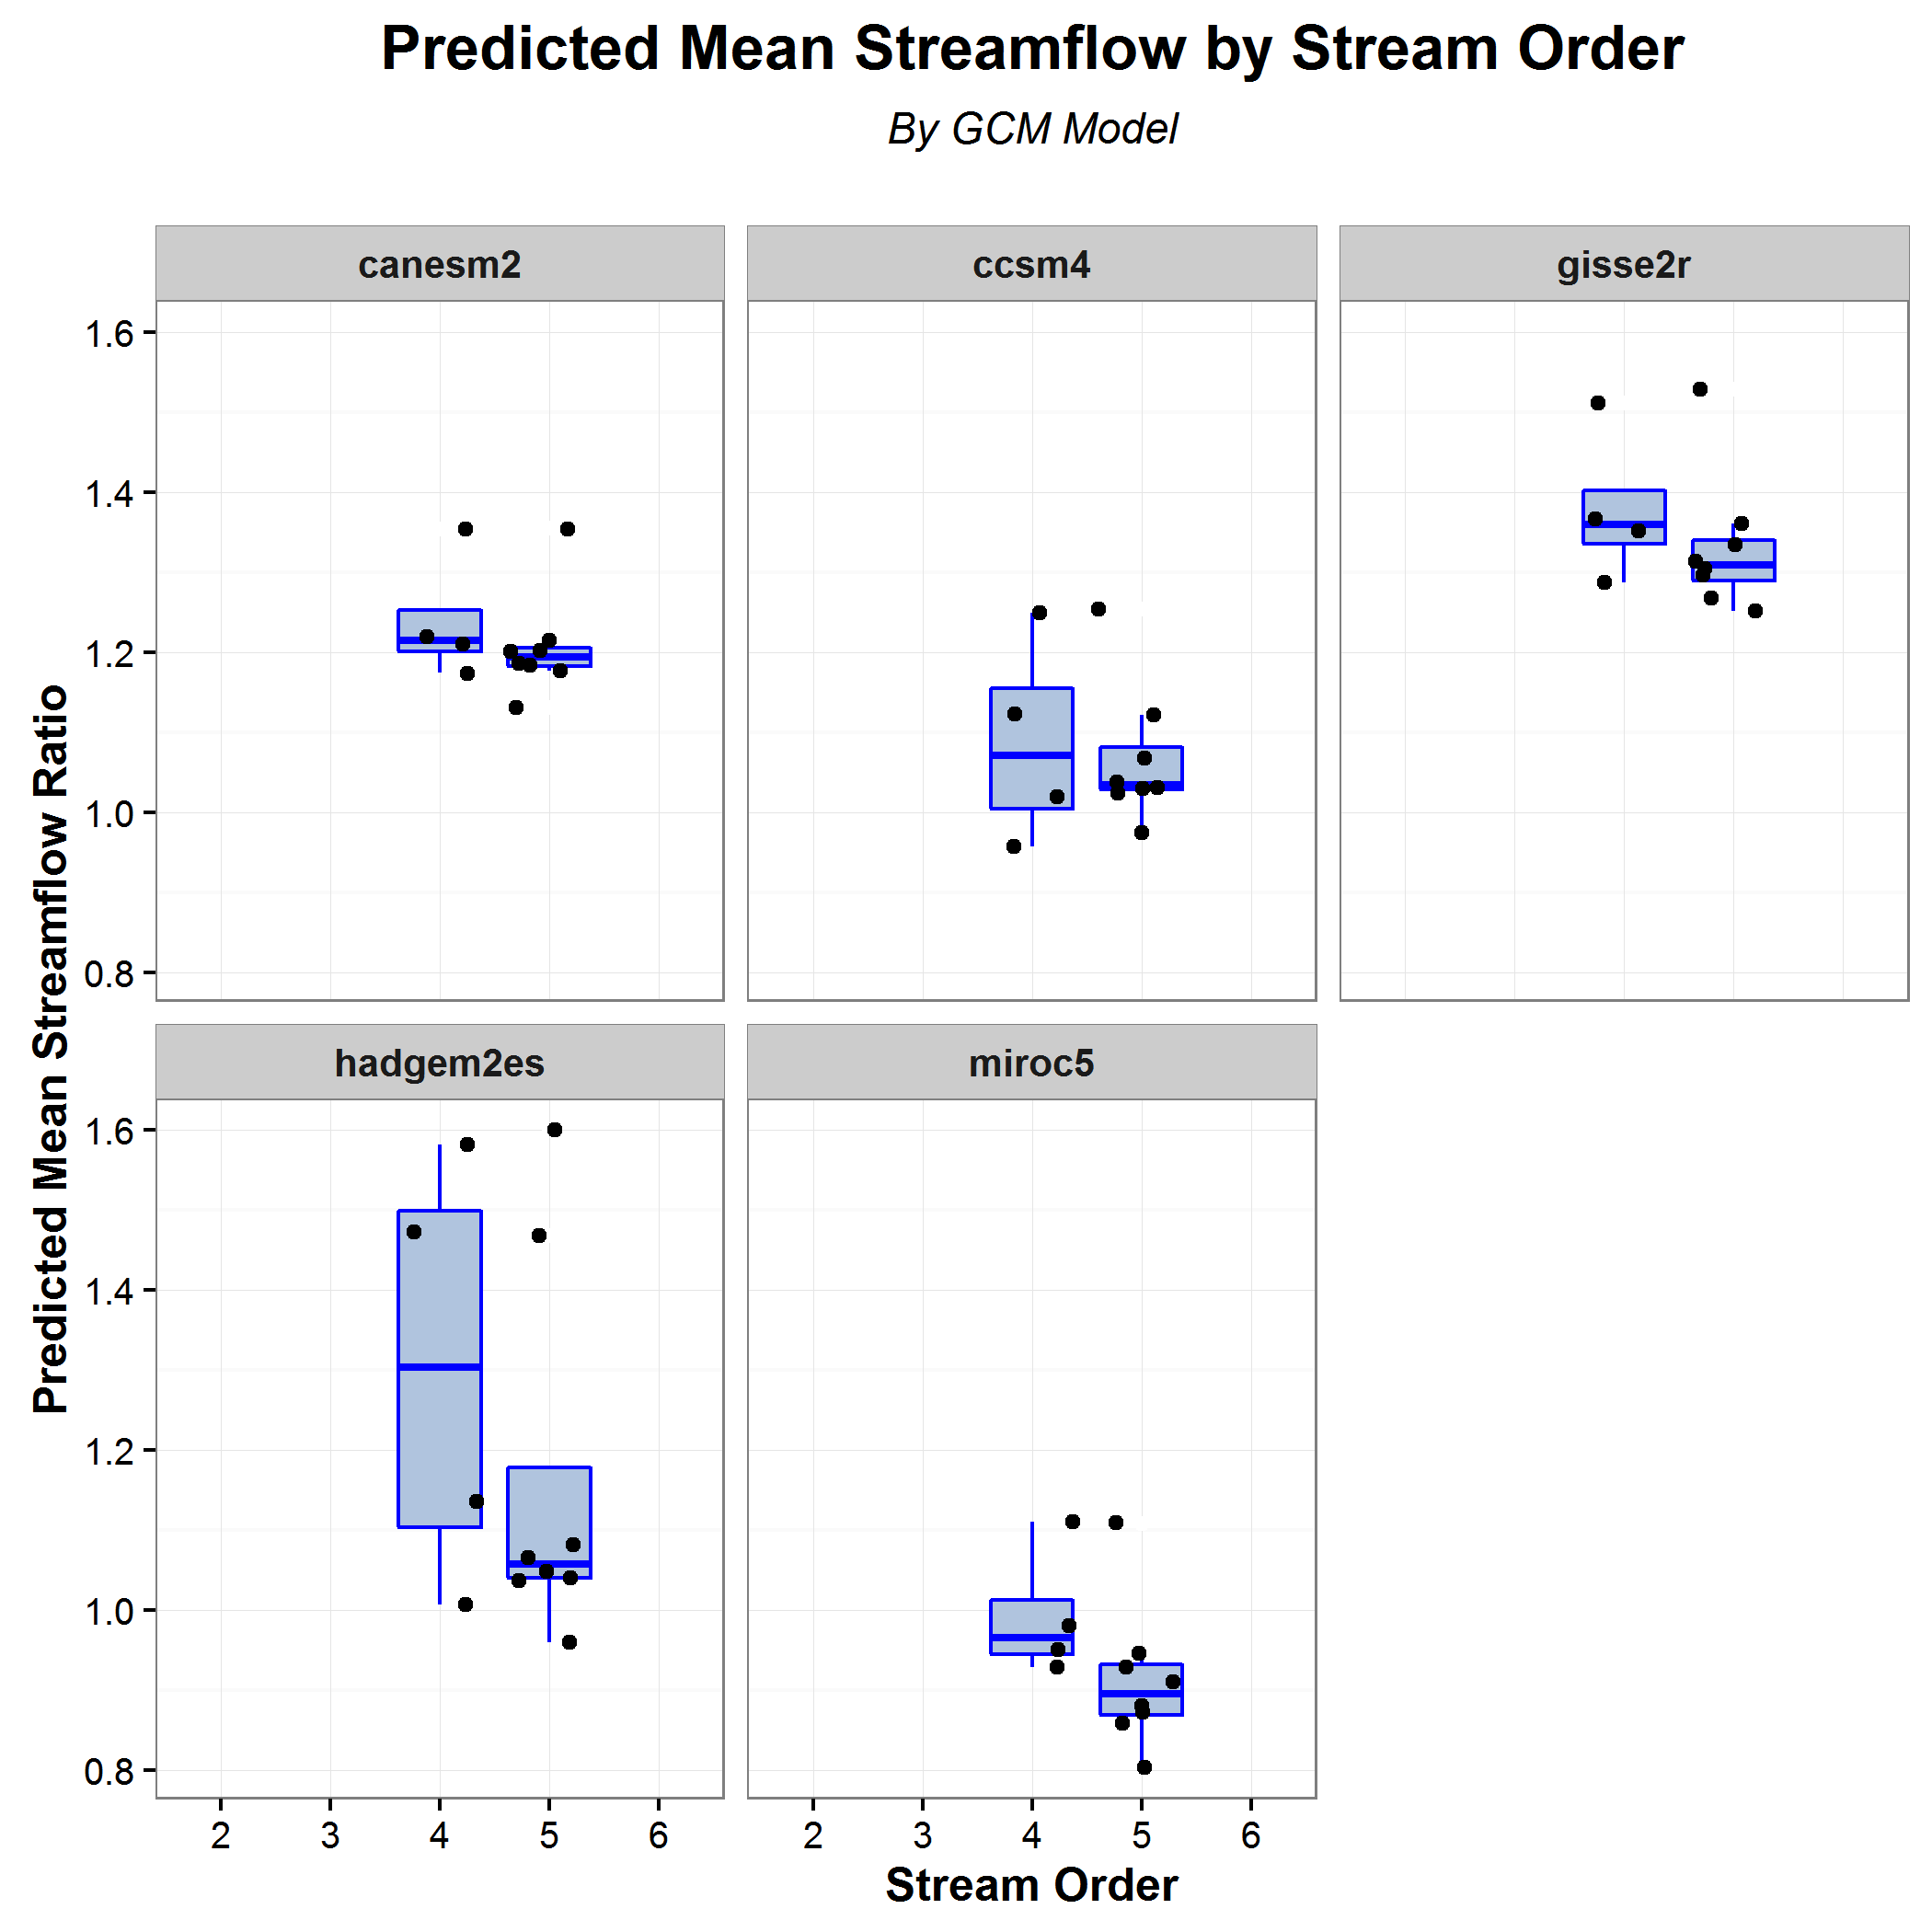 Predicted Mean Streamflow by Stream Order
By GCM Model
canesm2
ccsm4
gisse2r
1.6
1.4
1.2
1.0
0.8
Predicted Mean Streamflow Ratio
hadgem2es
miroc5
1.6
1.4
1.2
1.0
0.8
2 3 4 5 6
2 3 4 5 6
Stream Order